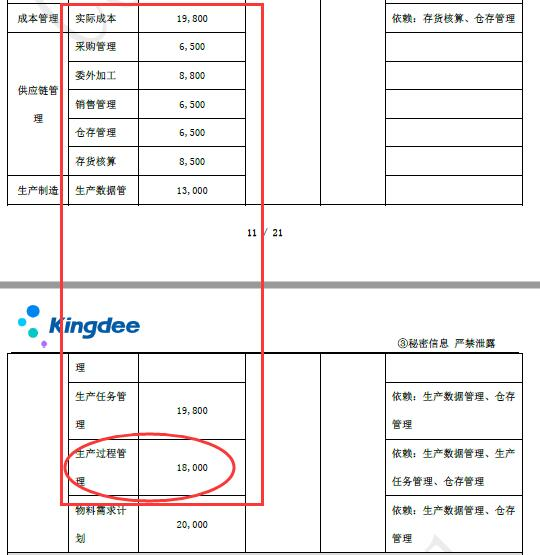 成本管理 实际成本 19,800 依赖：存货核算、仓存管理
采购管理 6,500
委外加工 8,800
供应链管
理
销售管理 6,500
仓存管理 6,500
存货核算 8,500
生产制造 生产数据管 13,000
11 / 21
Kingdee
③秘密信息 严禁泄露
理
生产任务管
理
19,800
依赖：生产数据管理、仓存
管理
生产过程管
理
18,000
依赖：生产数据管理、生产
任务管理、仓存管理
物料需求计
划
20,000
依赖：生产数据管理、仓存
管理